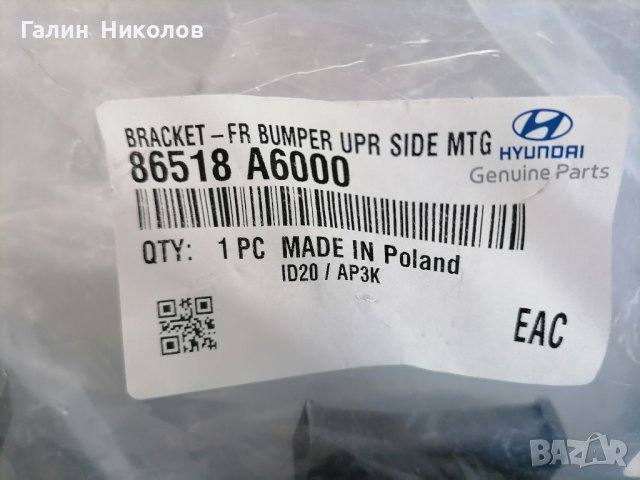 Галин Николов
BRACKET-FR BUMPER UPR SIDE MTG
86518 A6000
HYUNDAI
Genuine Parts
QTY: 1 PC MADE IN Poland
ID20 / AP3K
EAC
BAZAR